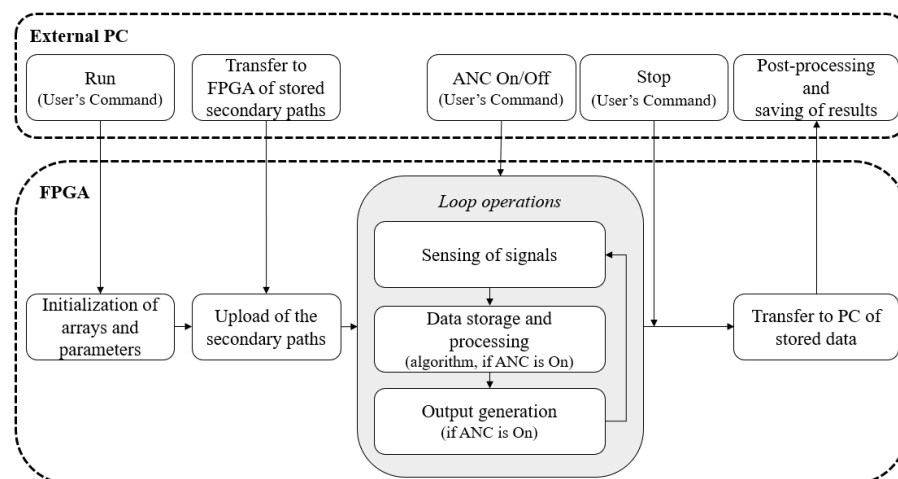 External PC
Run
(User's Command)
Transfer to
FPGA of stored
secondary paths
ANC On/Off
(User's Command)
Stop
(User's Command)
Post-processing
and
saving of results
FPGA
Loop operations
Sensing of signals
Initialization of
arrays and
parameters
Upload of the
secondary paths
Data storage and
processing
(algorithm, if ANC is On)
Output generation
(if ANC is On)
Transfer to PC of
stored data